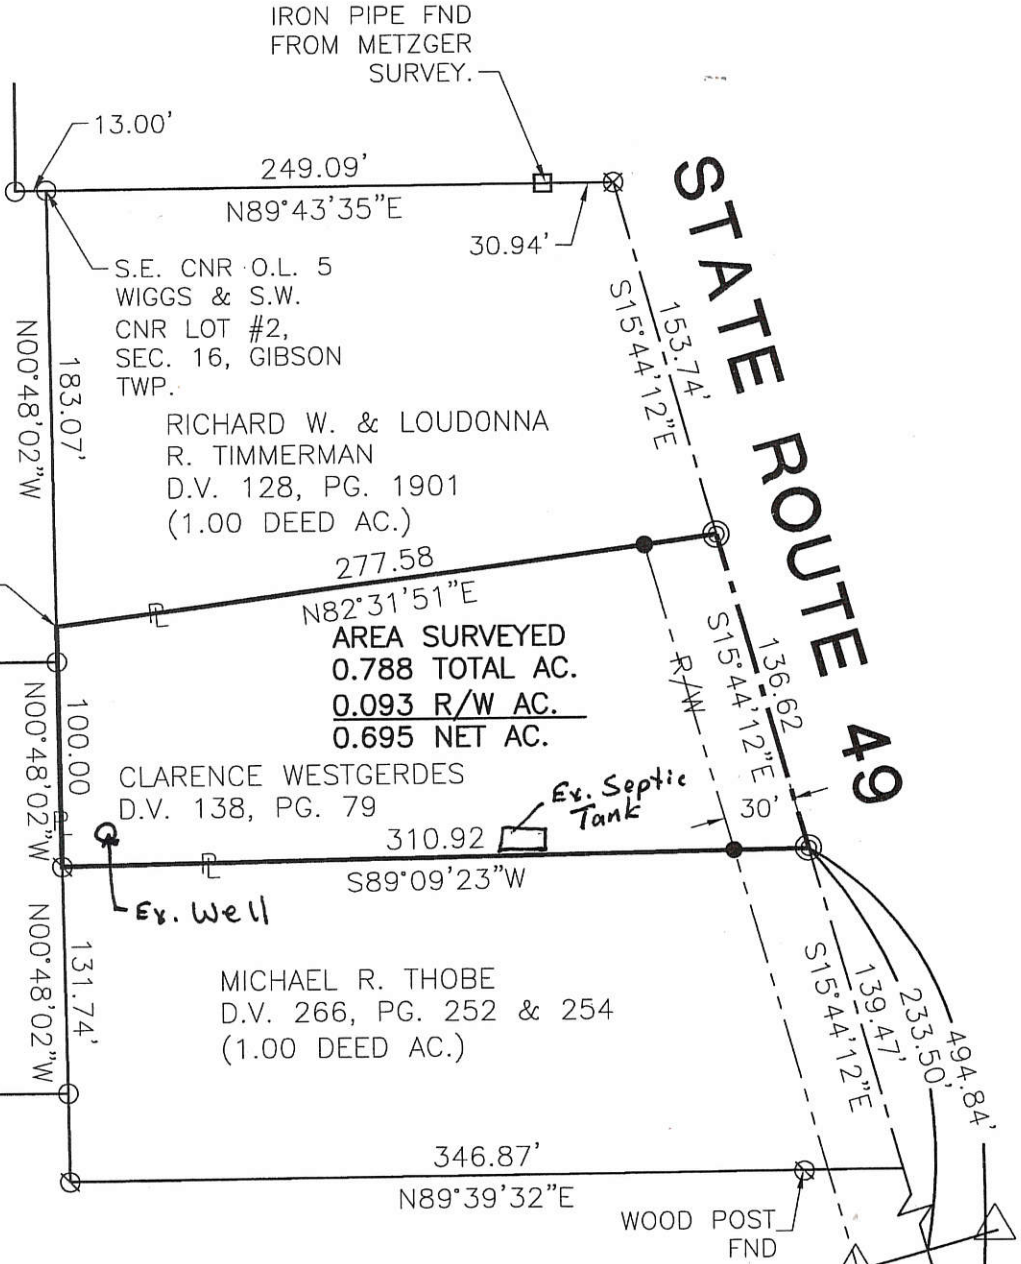 IRON PIPE FND
FROM METZGER
SURVEY.
13.00'
249.09'
N89°43'35"E
30.94'
S.E. CNR O.L. 5
WIGGS & S.W.
CNR LOT #2,
SEC. 16, GIBSON
TWP.
N00°48'02"W
183.07'
S15°44'12"E
153.74'
STATE ROUTE 49
RICHARD W. & LOUDONNA
R. TIMMERMAN
D.V. 128, PG. 1901
(1.00 DEED AC.)
277.58
N82°31'51"E
PL
AREA SURVEYED
0.788 TOTAL AC.
0.093 R/W AC.
0.695 NET AC.
R/W
S15°44'12"E
136.62
N00°48'02"W
100.00
PL
CLARENCE WESTGERDES
D.V. 138, PG. 79
Ex. Septic
Tank
30'
310.92
S89°09'23"W
PL
Ex. Well
N00°48'02"W
131.74'
MICHAEL R. THOBE
D.V. 266, PG. 252 & 254
(1.00 DEED AC.)
S15°44'12"E
139.47'
233.50'
494.84'
346.87'
N89°39'32"E
WOOD POST
FND